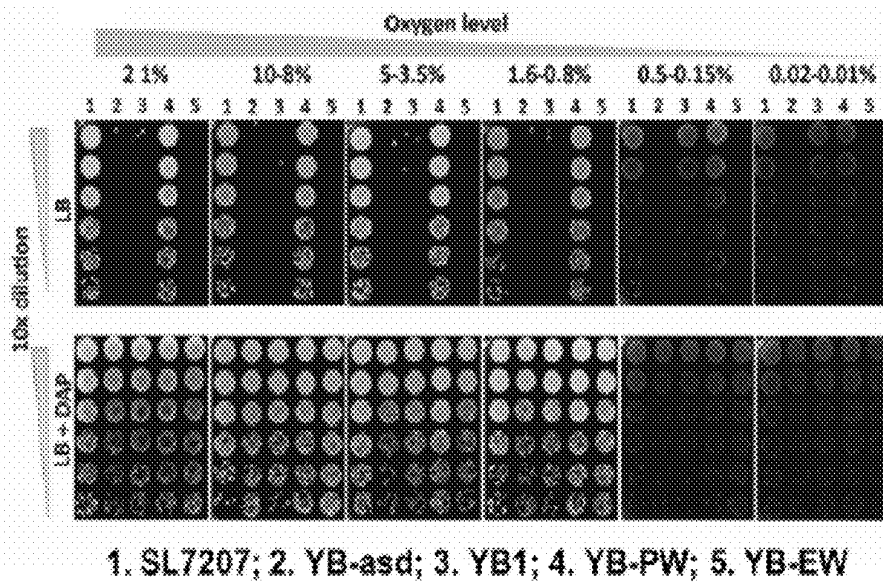 Oxygen level
21% 10-8% 5-3.5% 1.6-0.8% 0.5-0.15% 0.02-0.01%
1 2 3 4 5 1 2 3 4 5 1 2 3 4 5 1 2 3 4 5 1 2 3 4 5 1 2 3 4 5
10x dilution
LB
LB + DAP
1. SL7207; 2. YB-asd; 3. YB1; 4. YB-PW; 5. YB-EW